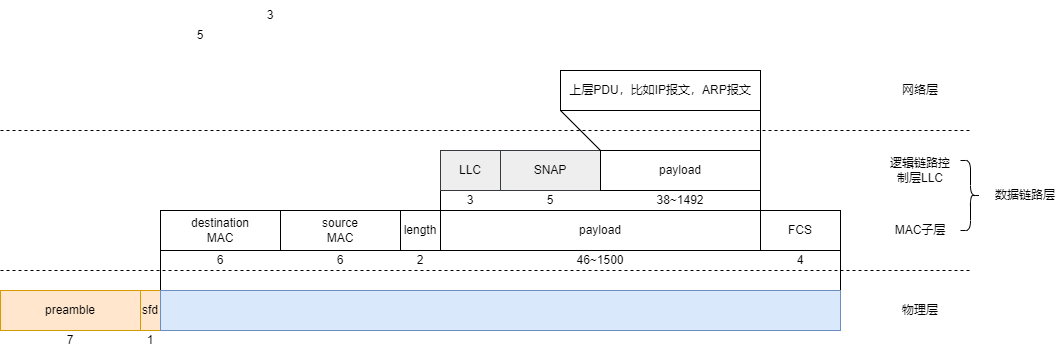 3
5
上层PDU，比如IP报文，ARP报文
网络层
LLC
SNAP
payload
逻辑链路控
制层LLC
3
5
38~1492
数据链路层
destination
MAC
source
MAC
length
payload
FCS
MAC子层
6
6
2
46~1500
4
preamble
sfd
物理层
7
1